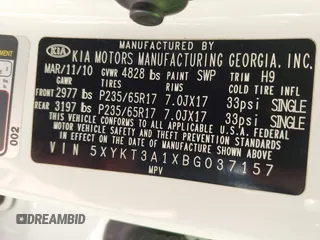 MANUFACTURED BY
KIA KIA MOTORS MANUFACTURING GEORGIA, INC.
MAR/11/10 GVWR 4828 lbs PAINT SWP TRIM H9
GAWR TIRES RIMS COLD TIRE INFL
FRONT 2977 lbs P235/65R17 7.0JX17 33psi SINGLE
REAR 3197 lbs P235/65R17 7.0JX17 33psi SINGLE
THIS VEHICLE CONFORMS TO ALL APPLICABLE
FEDERAL MOTOR VEHICLE SAFETY STANDARDS
IN EFFECT ON THE DATE OF MANUFACTURE SHOWN ABOVE.
VIN 5XYKT3A1XBG037157
MPV
002
DREAMBID